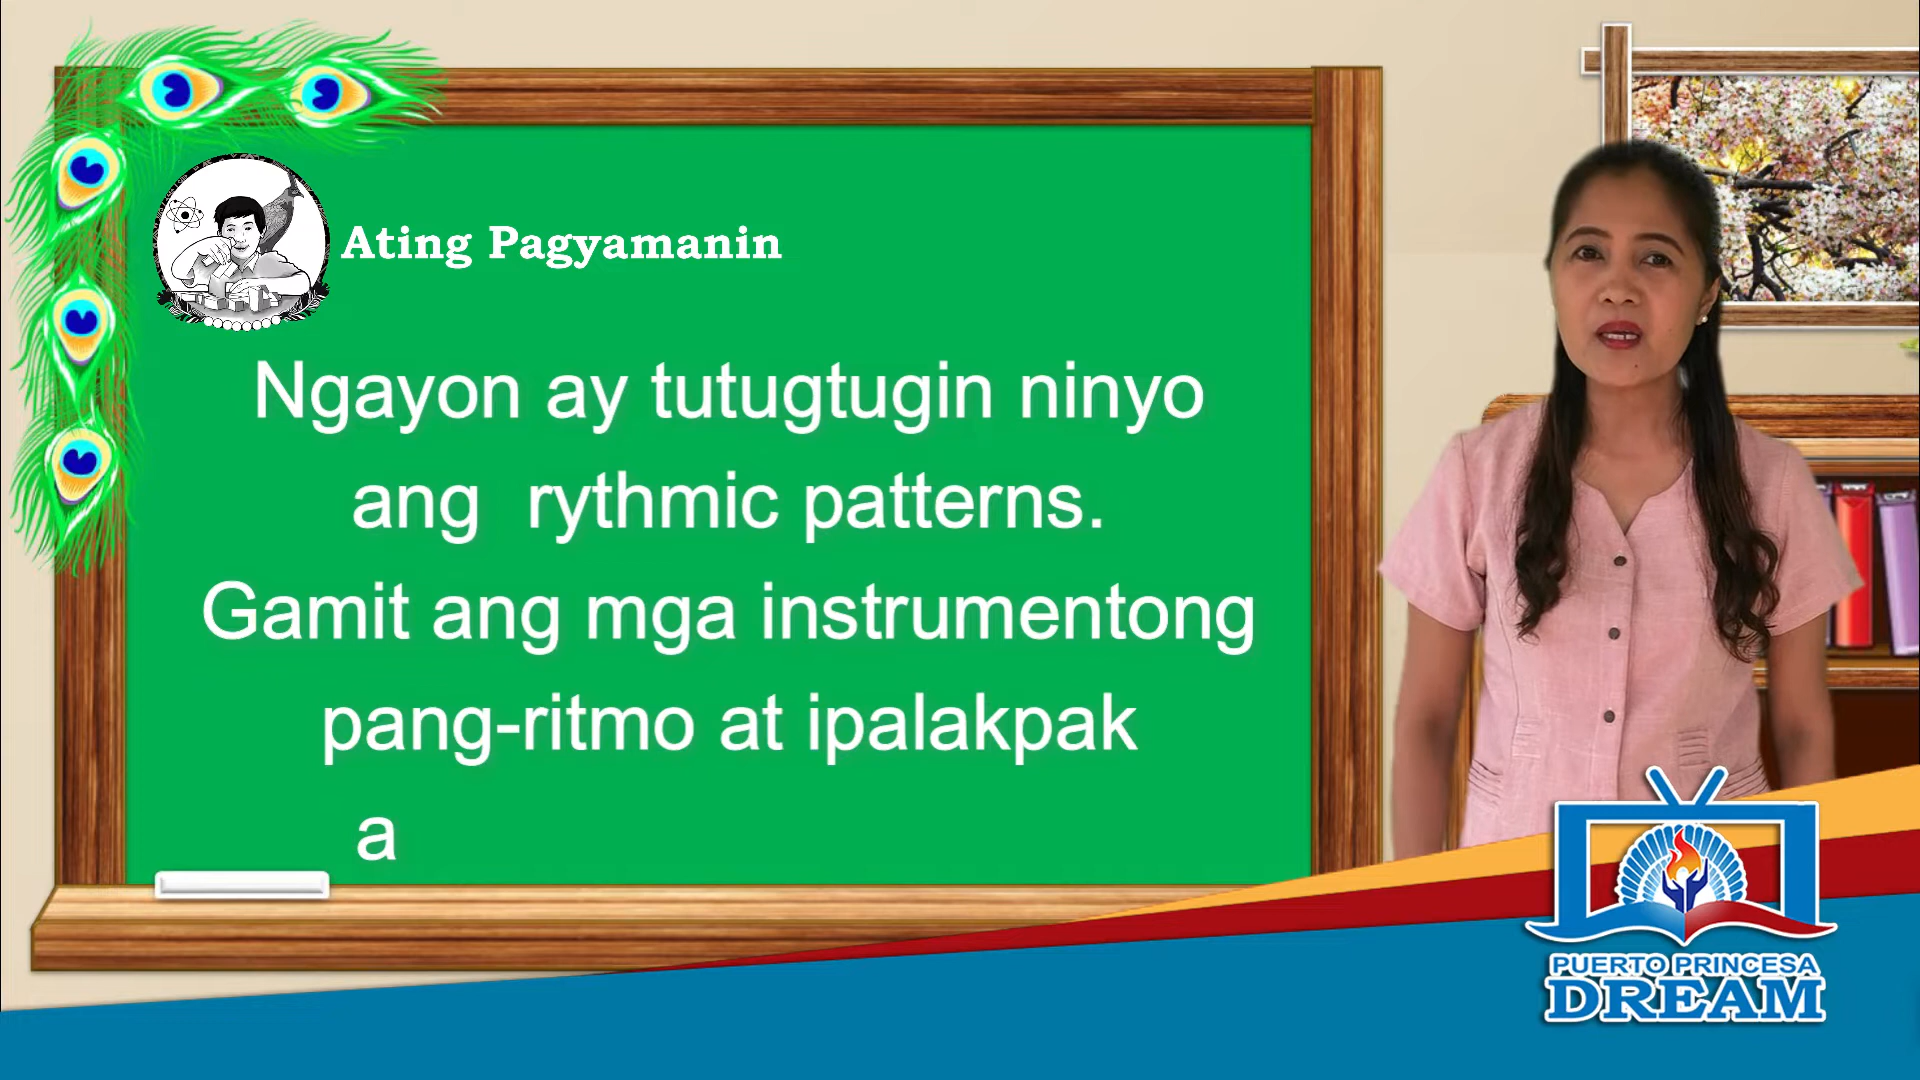 Ating Pagyamanin
Ngayon ay tutugtugin ninyo
ang rythmic patterns.
Gamit ang mga instrumentong
pang-ritmo at ipalakpak
a
PUERTO PRINCESA
DREAM